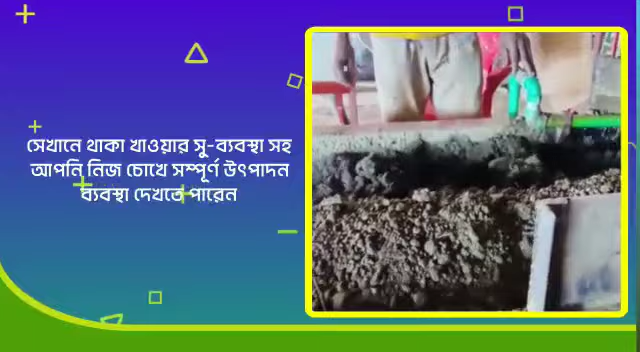 সেখানে থাকা খাওয়ার সু-ব্যবস্থা সহ
আপনি নিজ চোখে সম্পূর্ণ উৎপাদন
ব্যবস্থা দেখতে পারেন